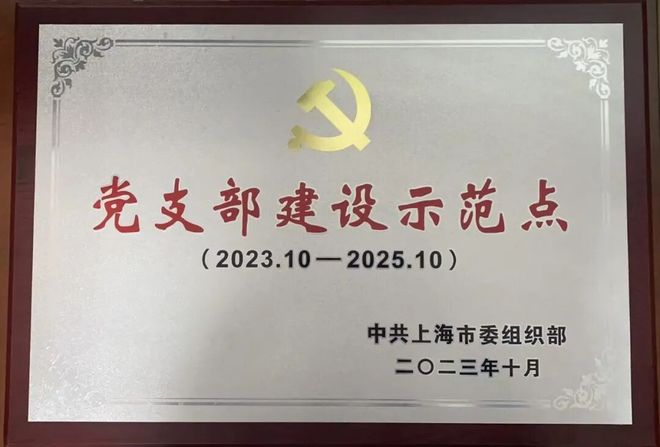 党支部建设示范点
（2023.10—2025.10）
中共上海市委组织部
二〇二三年十月